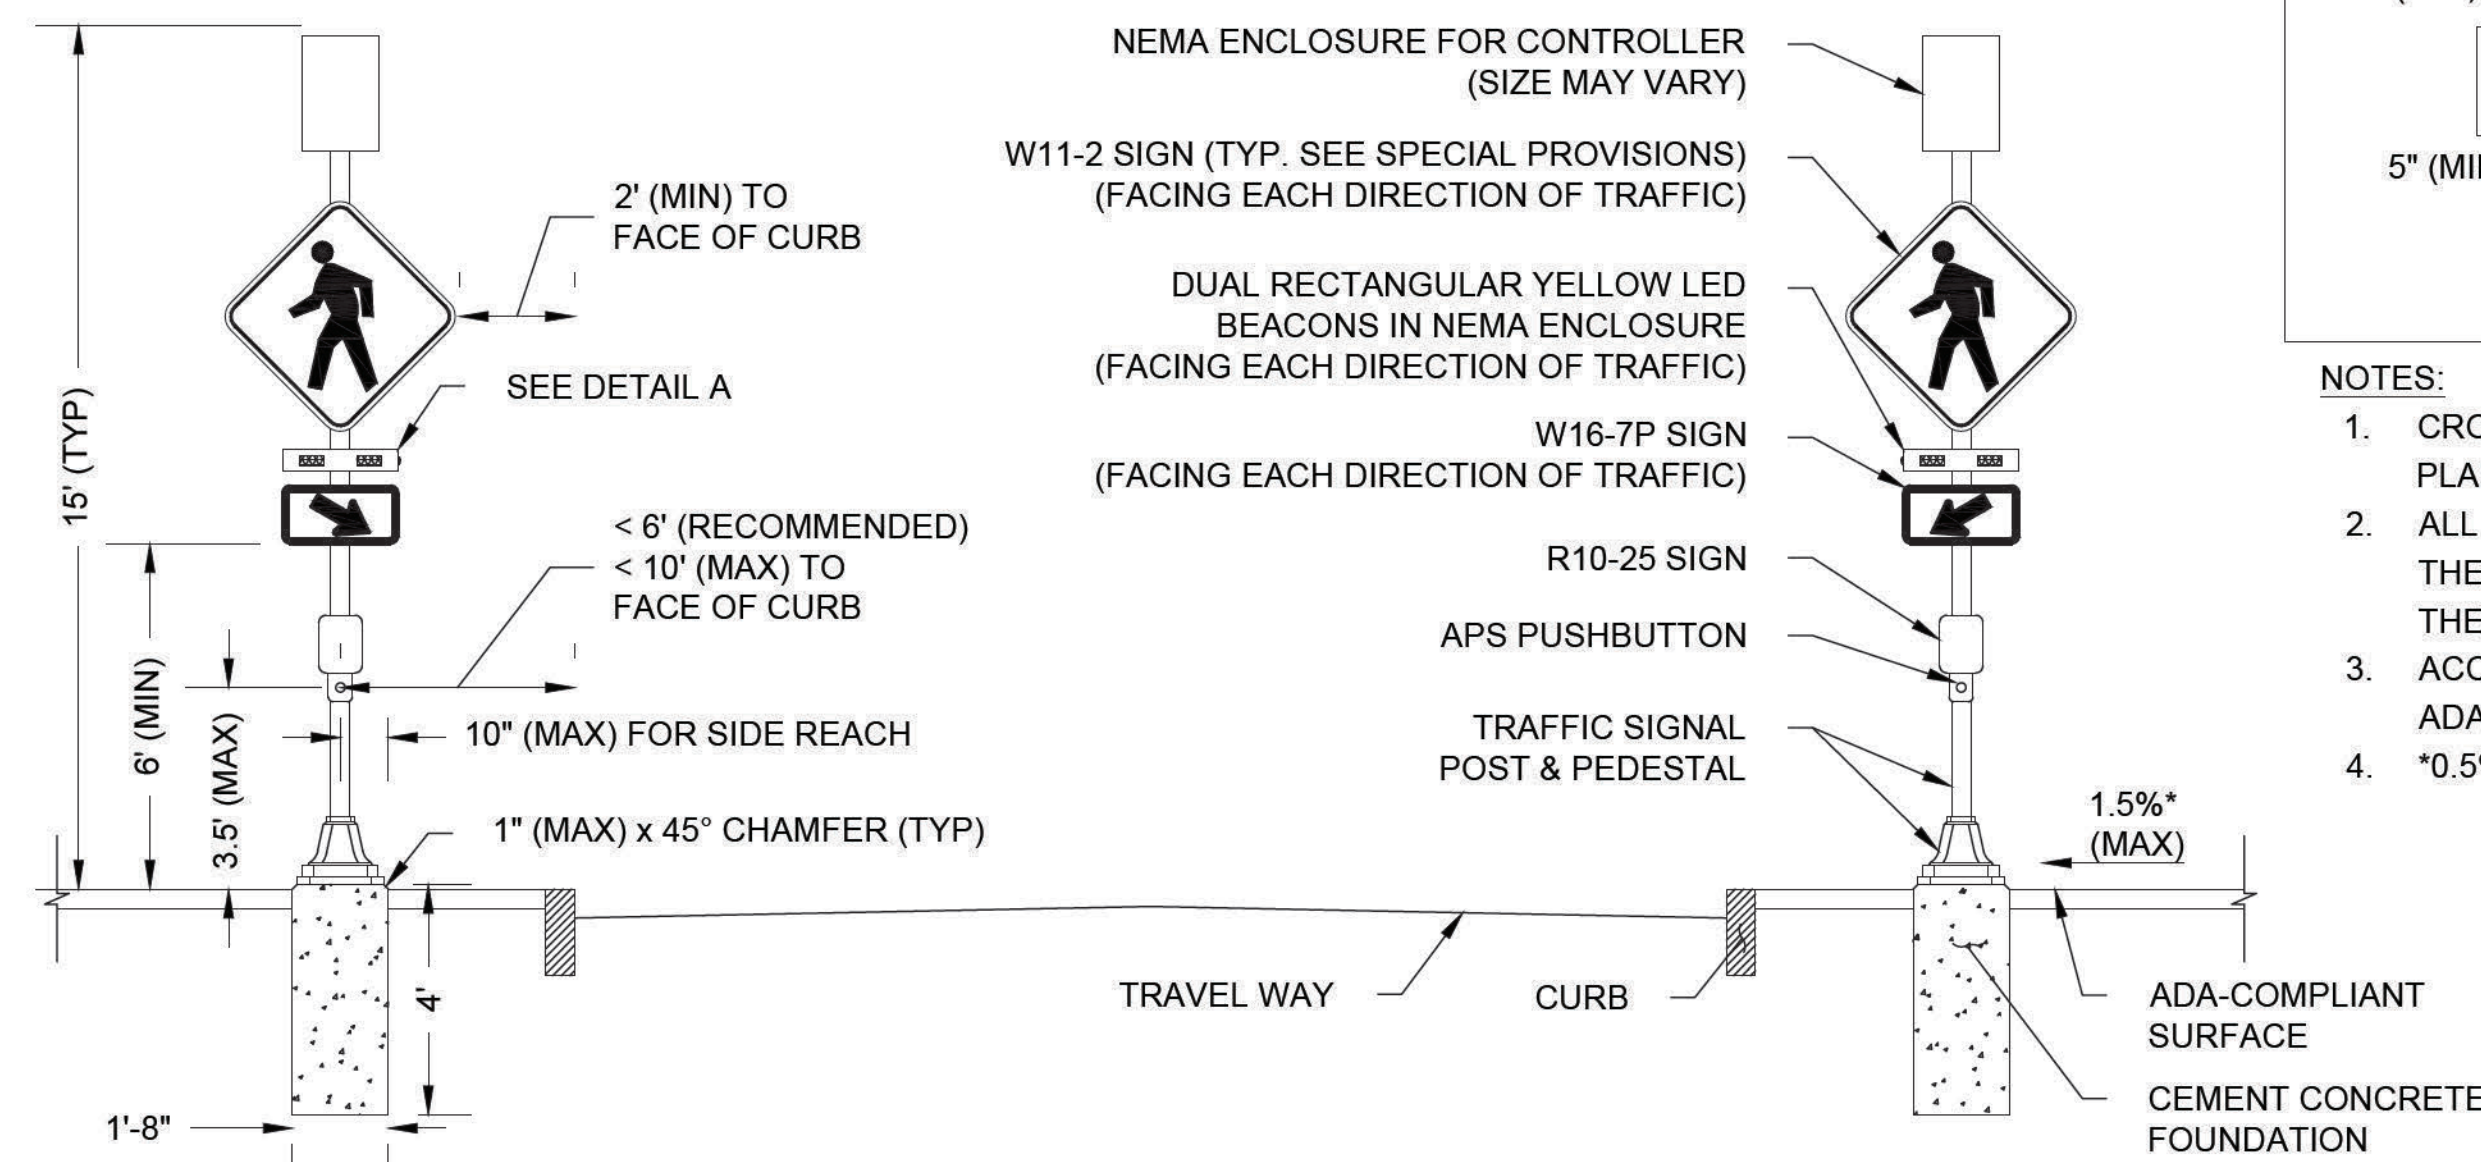 15' (TYP)
2' (MIN) TO
FACE OF CURB
SEE DETAIL A
< 6' (RECOMMENDED)
< 10' (MAX) TO
FACE OF CURB
6' (MIN)
3.5' (MAX)
10" (MAX) FOR SIDE REACH
1" (MAX) x 45° CHAMFER (TYP)
4'
1'-8"
NEMA ENCLOSURE FOR CONTROLLER
(SIZE MAY VARY)
W11-2 SIGN (TYP. SEE SPECIAL PROVISIONS)
(FACING EACH DIRECTION OF TRAFFIC)
DUAL RECTANGULAR YELLOW LED
BEACONS IN NEMA ENCLOSURE
(FACING EACH DIRECTION OF TRAFFIC)
W16-7P SIGN
(FACING EACH DIRECTION OF TRAFFIC)
R10-25 SIGN
APS PUSHBUTTON
TRAFFIC SIGNAL
POST & PEDESTAL
TRAVEL WAY
CURB
1.5%*
(MAX)
ADA-COMPLIANT
SURFACE
CEMENT CONCRETE
FOUNDATION
5"
NOTES:
1.
2. ALL
3.
4. *0.5